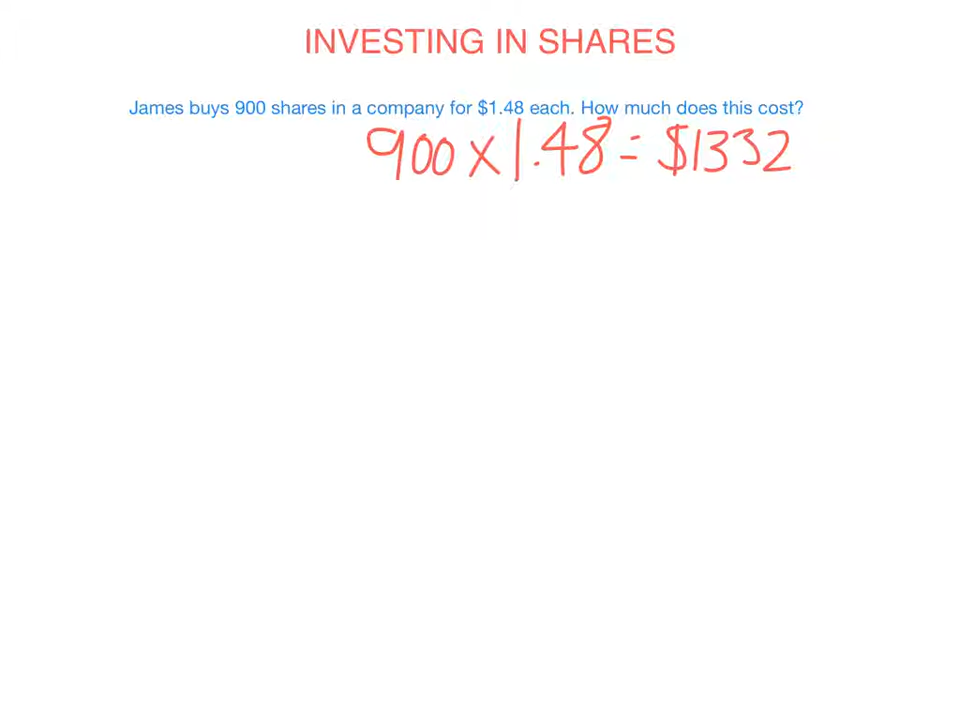 INVESTING IN SHARES
James buys 900 shares in a company for $1.48 each. How much does this cost?
900 x 1.48 = $1332